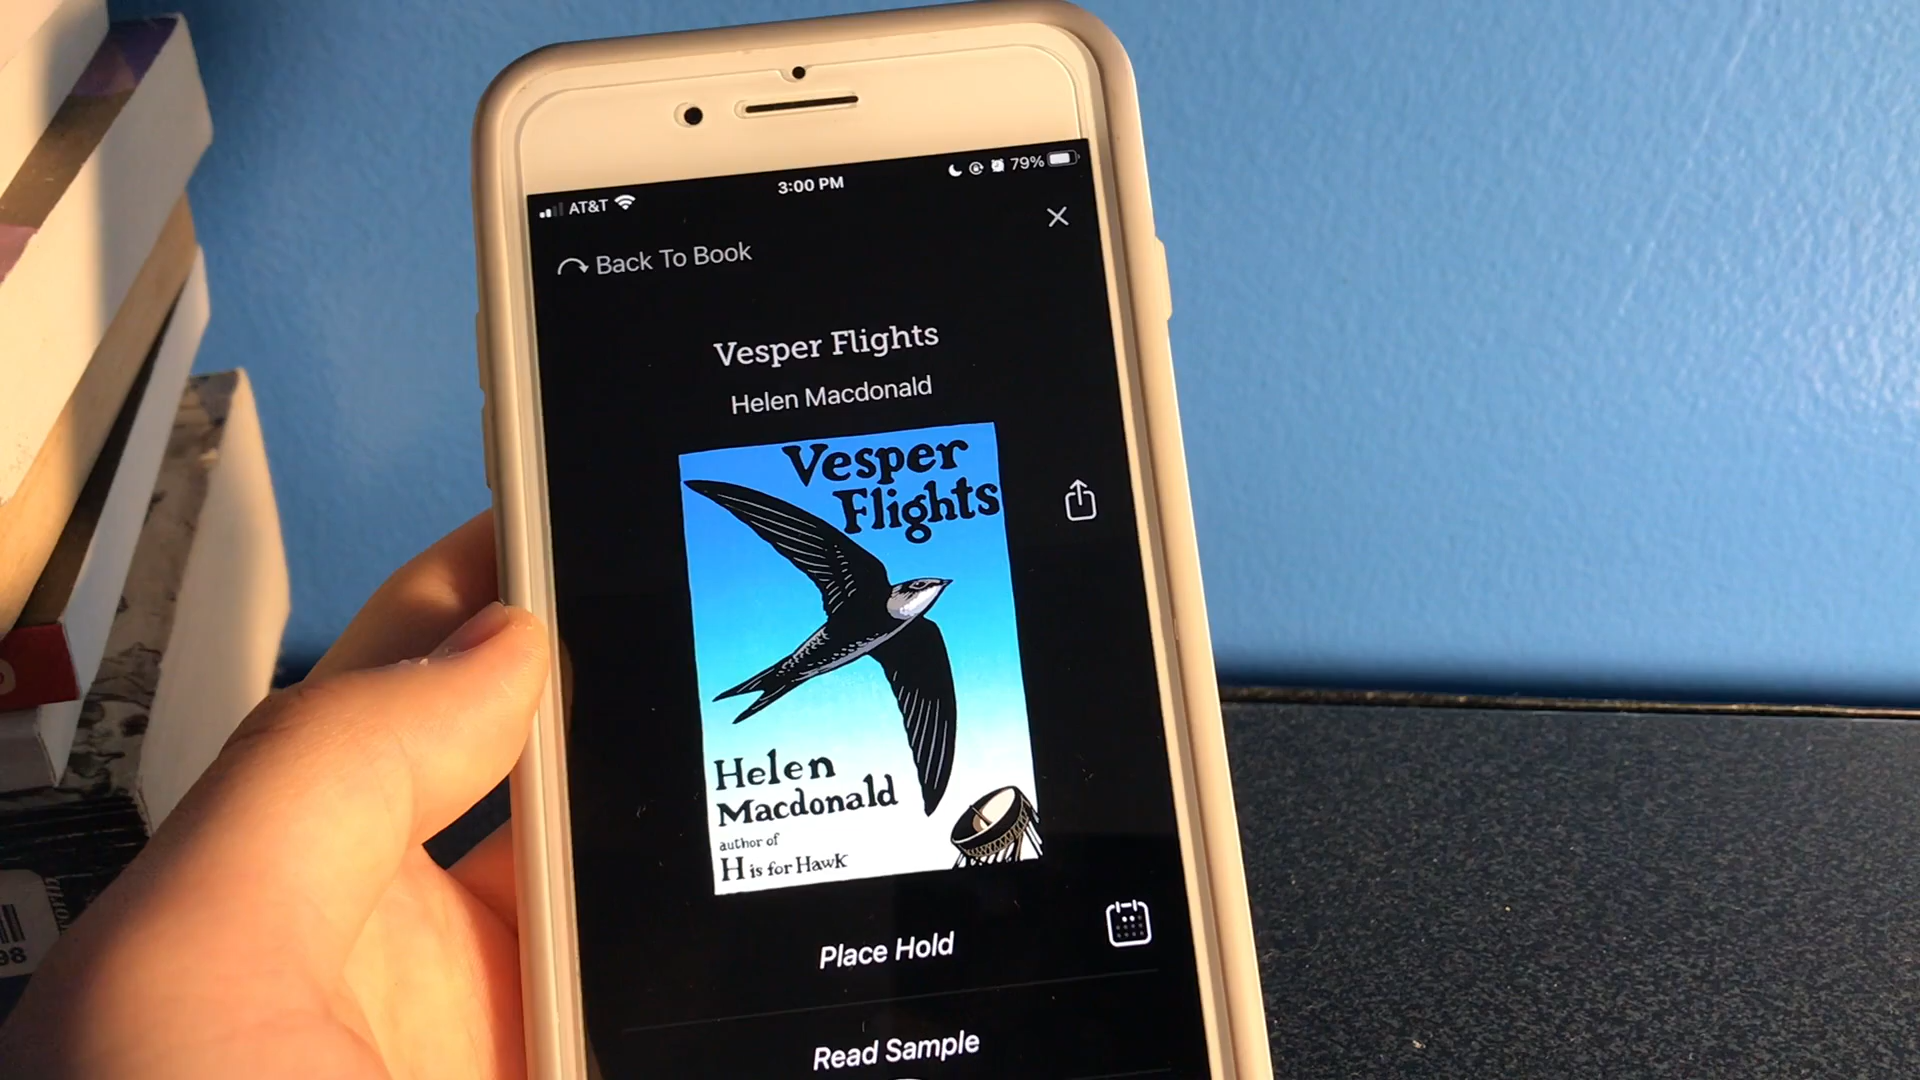 3:00 PM
79%
AT&T
Back To Book
Vesper Flights
Helen Macdonald
Vesper
Flights
Helen
Macdonald
author of
H is for Hawk
Place Hold
Read Sample
98